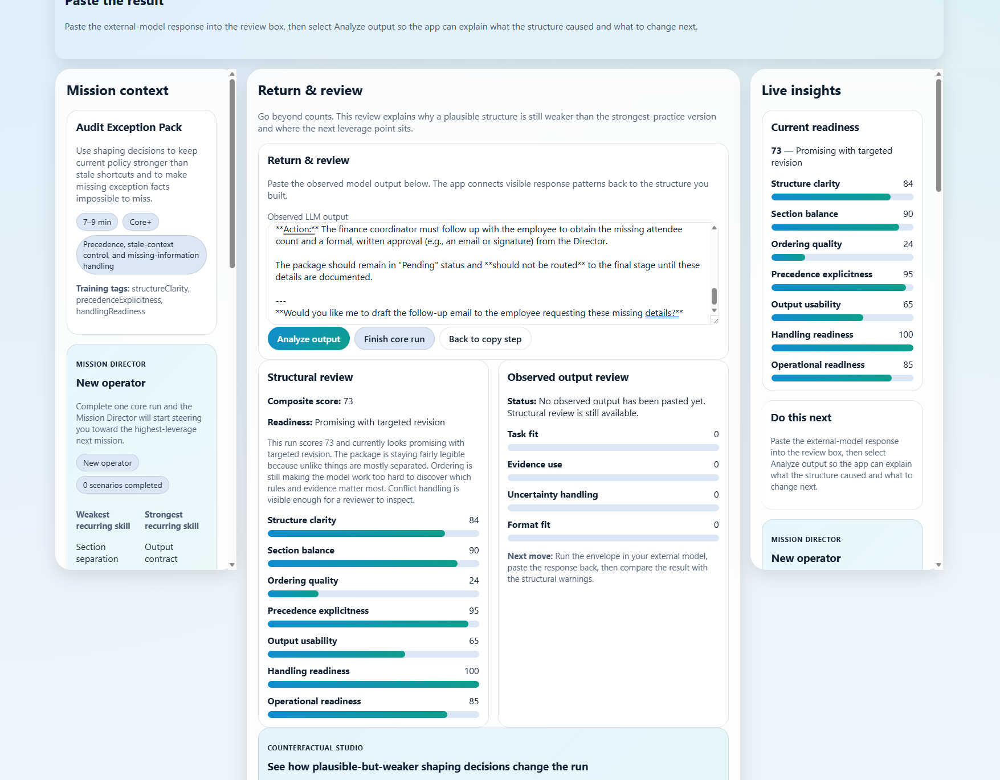 Paste the result
Paste the external-model response into the review box, then select Analyze output so the app can explain what the structure caused and what to change next.
Mission context
Audit Exception Pack
Use shaping decisions to keep
current policy stronger than
stale shortcuts and to make
missing exception facts
impossible to miss.
7–9 min
Core+
Precedence, stale-context
control, and missing-information
handling
Training tags: structureClarity,
precedenceExplicitness,
handlingReadiness
MISSION DIRECTOR
New operator
Complete one core run and the
Mission Director will start steering
you toward the highest-leverage
next mission.
New operator
0 scenarios completed
Weakest
recurring skill
Strongest
recurring skill
Section
separation
Output
contract
Return & review
Go beyond counts. This review explains why a plausible structure is still weaker than the strongest-practice version
and where the next leverage point sits.
Return & review
Paste the observed model output below. The app connects visible response patterns back to the structure you
built.
Observed LLM output
**Action:** The finance coordinator must follow up with the employee to obtain the missing attendee
count and a formal, written approval (e.g., an email or signature) from the Director.
The package should remain in "Pending" status and **should not be routed** to the final stage until these
details are documented.
---
**Would you like me to draft the follow-up email to the employee requesting these missing details?**
Analyze output
Finish core run
Back to copy step
Structural review
Composite score: 73
Readiness: Promising with targeted revision
This run scores 73 and currently looks promising with
targeted revision. The package is staying fairly legible
because unlike things are mostly separated. Ordering is
still making the model work too hard to discover which
rules and evidence matter most. Conflict handling is
visible enough for a reviewer to inspect.
Structure clarity 84
Section balance 90
Ordering quality 24
Precedence explicitness 95
Output usability 65
Handling readiness 100
Operational readiness 85
Observed output review
Status: No observed output has been pasted yet.
Structural review is still available.
Task fit 0
Evidence use 0
Uncertainty handling 0
Format fit 0
Next move: Run the envelope in your external model,
paste the response back, then compare the result with
the structural warnings.
COUNTERFACTUAL STUDIO
See how plausible-but-weaker shaping decisions change the run
Live insights
Current readiness
73 — Promising with targeted
revision
Structure clarity 84
Section balance 90
Ordering quality 24
Precedence explicitness 95
Output usability 65
Handling readiness 100
Operational readiness 85
Do this next
Paste the external-model response
into the review box, then select
Analyze output so the app can explain
what the structure caused and what to
change next.
MISSION DIRECTOR
New operator